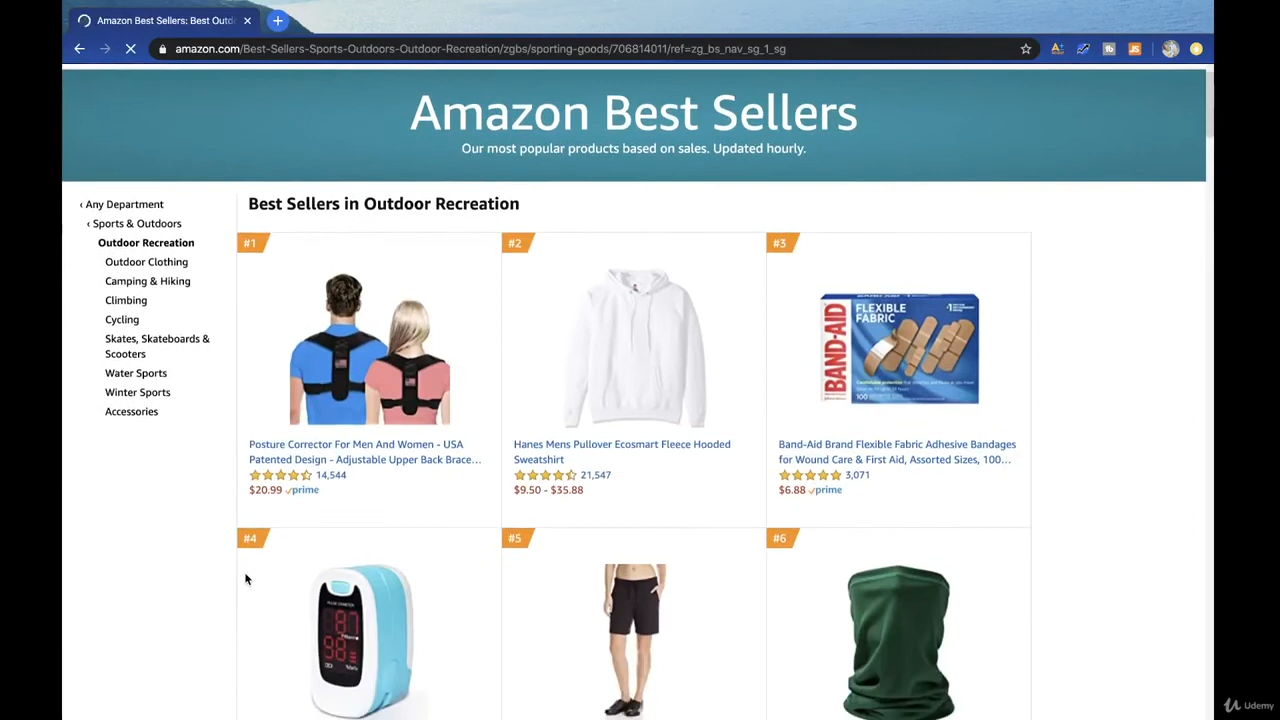 Amazon Best Sellers: Best Outd
amazon.com/Best-Sellers-Sports-Outdoors-Outdoor-Recreation/zgbs/sporting-goods/706814011/ref=zg_bs_nav_sg_1_sg
Amazon Best Sellers
Our most popular products based on sales. Updated hourly.
‹ Any Department
‹ Sports & Outdoors
Outdoor Recreation
Outdoor Clothing
Camping & Hiking
Climbing
Cycling
Skates, Skateboards &
Scooters
Water Sports
Winter Sports
Accessories
Best Sellers in Outdoor Recreation
#1
Posture Corrector For Men And Women - USA
Patented Design - Adjustable Upper Back Brace…
14,544
$20.99 prime
#2
Hanes Mens Pullover Ecosmart Fleece Hooded
Sweatshirt
21,547
$9.50 - $35.88
#3
BAND-AID
FLEXIBLE
FABRIC
100
Band-Aid Brand Flexible Fabric Adhesive Bandages
for Wound Care & First Aid, Assorted Sizes, 100…
3,071
$6.88 prime
#4
98
#5
#6
Udemy